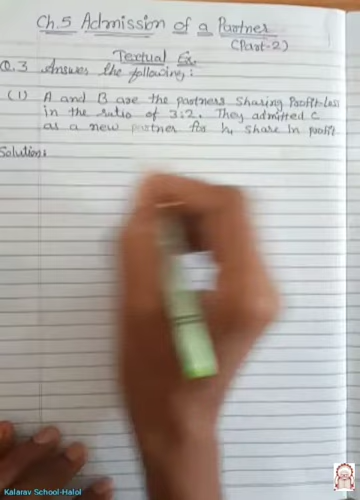 Ch.5 Admission of a Partner
(Part-2)
Textual Ex.
Q.3 Answer the following:
(1) A and B are the partners sharing Profit-Loss
in the ratio of 3:2. They admitted C
as a new partner for 1/4 share in profit
Solution:
Kalarav School-Halol